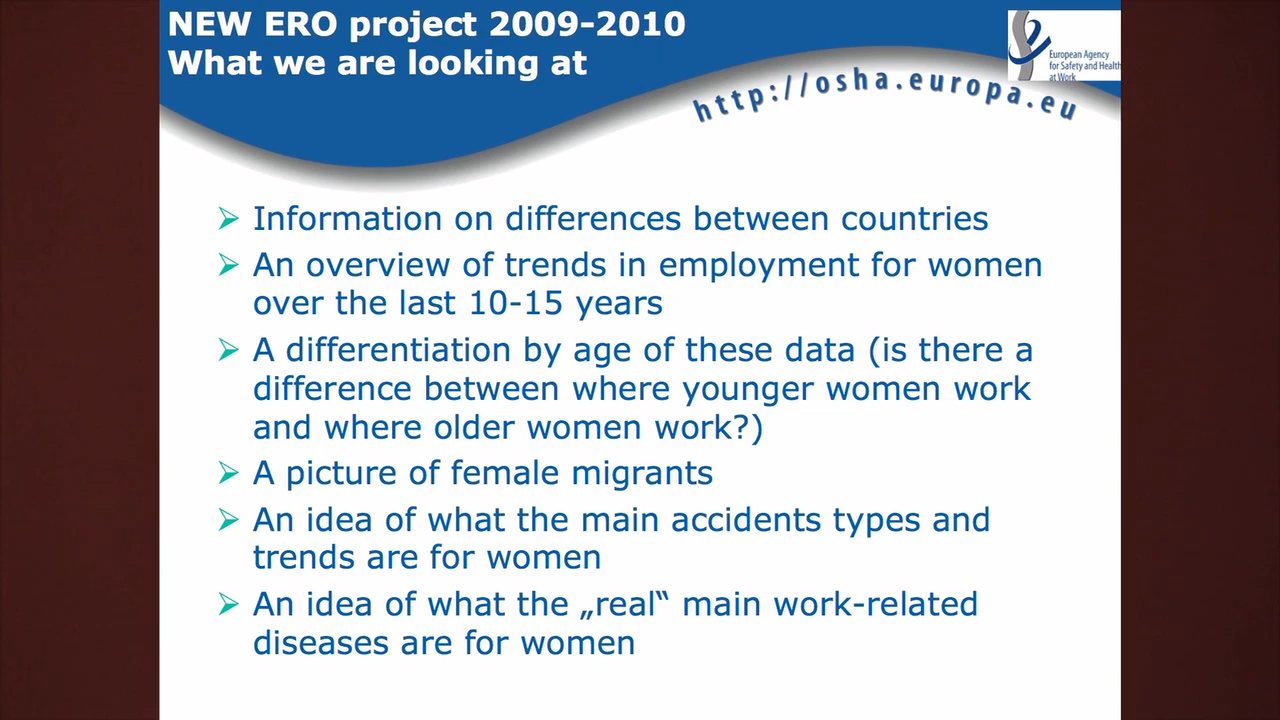 NEW ERO project 2009-2010
What we are looking at
European Agency
for Safety and Health
at Work
http://osha.europa.eu
Information on differences between countries
An overview of trends in employment for women
over the last 10-15 years
A differentiation by age of these data (is there a
difference between where younger women work
and where older women work?)
A picture of female migrants
An idea of what the main accidents types and
trends are for women
An idea of what the „real“ main work-related
diseases are for women